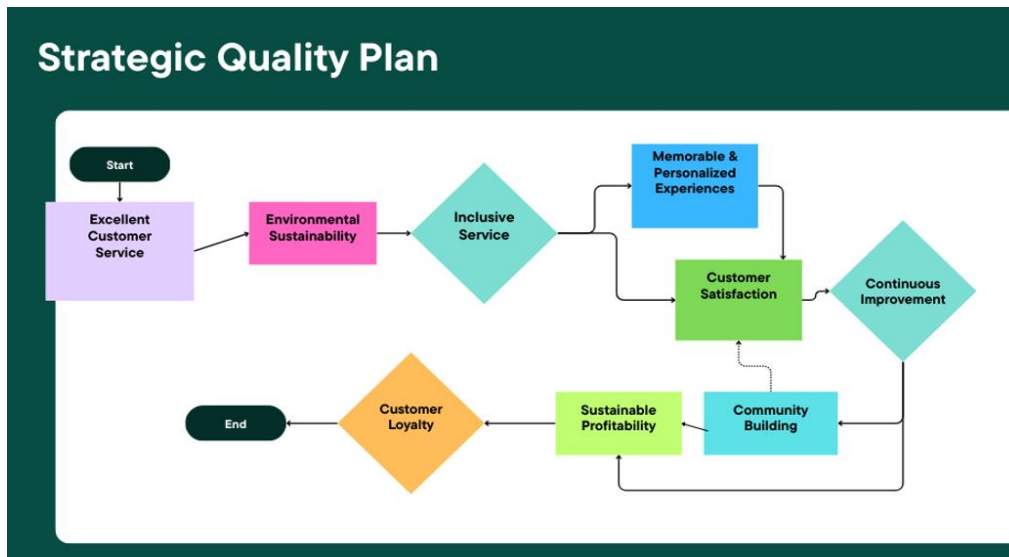 Strategic Quality Plan
Start
Excellent
Customer
Service
Environmental
Sustainability
Inclusive
Service
Memorable &
Personalized
Experiences
Customer
Satisfaction
Continuous
Improvement
Community
Building
Sustainable
Profitability
Customer
Loyalty
End